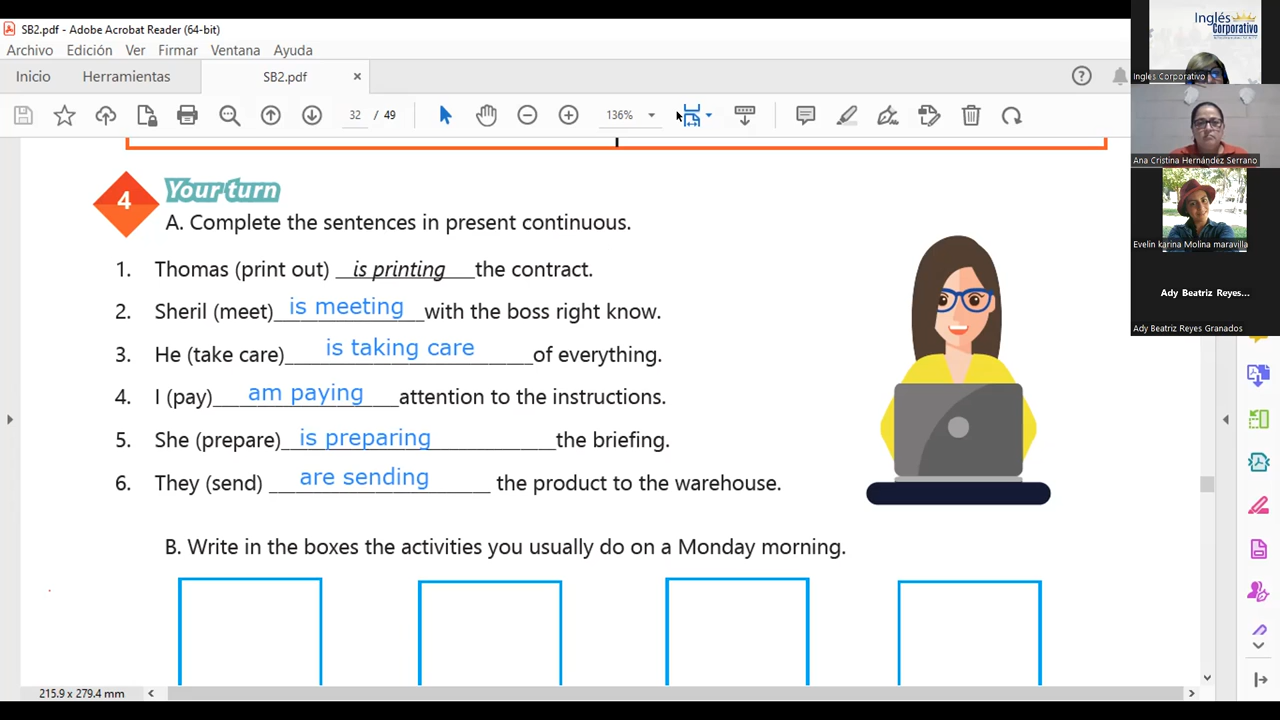 SB2.pdf - Adobe Acrobat Reader (64-bit)
Archivo Edición Ver Firmar Ventana Ayuda
Inicio Herramientas SB2.pdf
32 / 49 136%
4 Your turn
A. Complete the sentences in present continuous.
1. Thomas (print out) is printing the contract.
2. Sheril (meet) is meeting with the boss right know.
3. He (take care) is taking care of everything.
4. I (pay) am paying attention to the instructions.
5. She (prepare) is preparing the briefing.
6. They (send) are sending the product to the warehouse.
B. Write in the boxes the activities you usually do on a Monday morning.
215.9 x 279.4 mm
Inglés
Corporativo
Ingles Corporativo
Ana Cristina Hernández Serrano
Evelin karina Molina maravilla
Ady Beatriz Reyes...
Ady Beatriz Reyes Granados